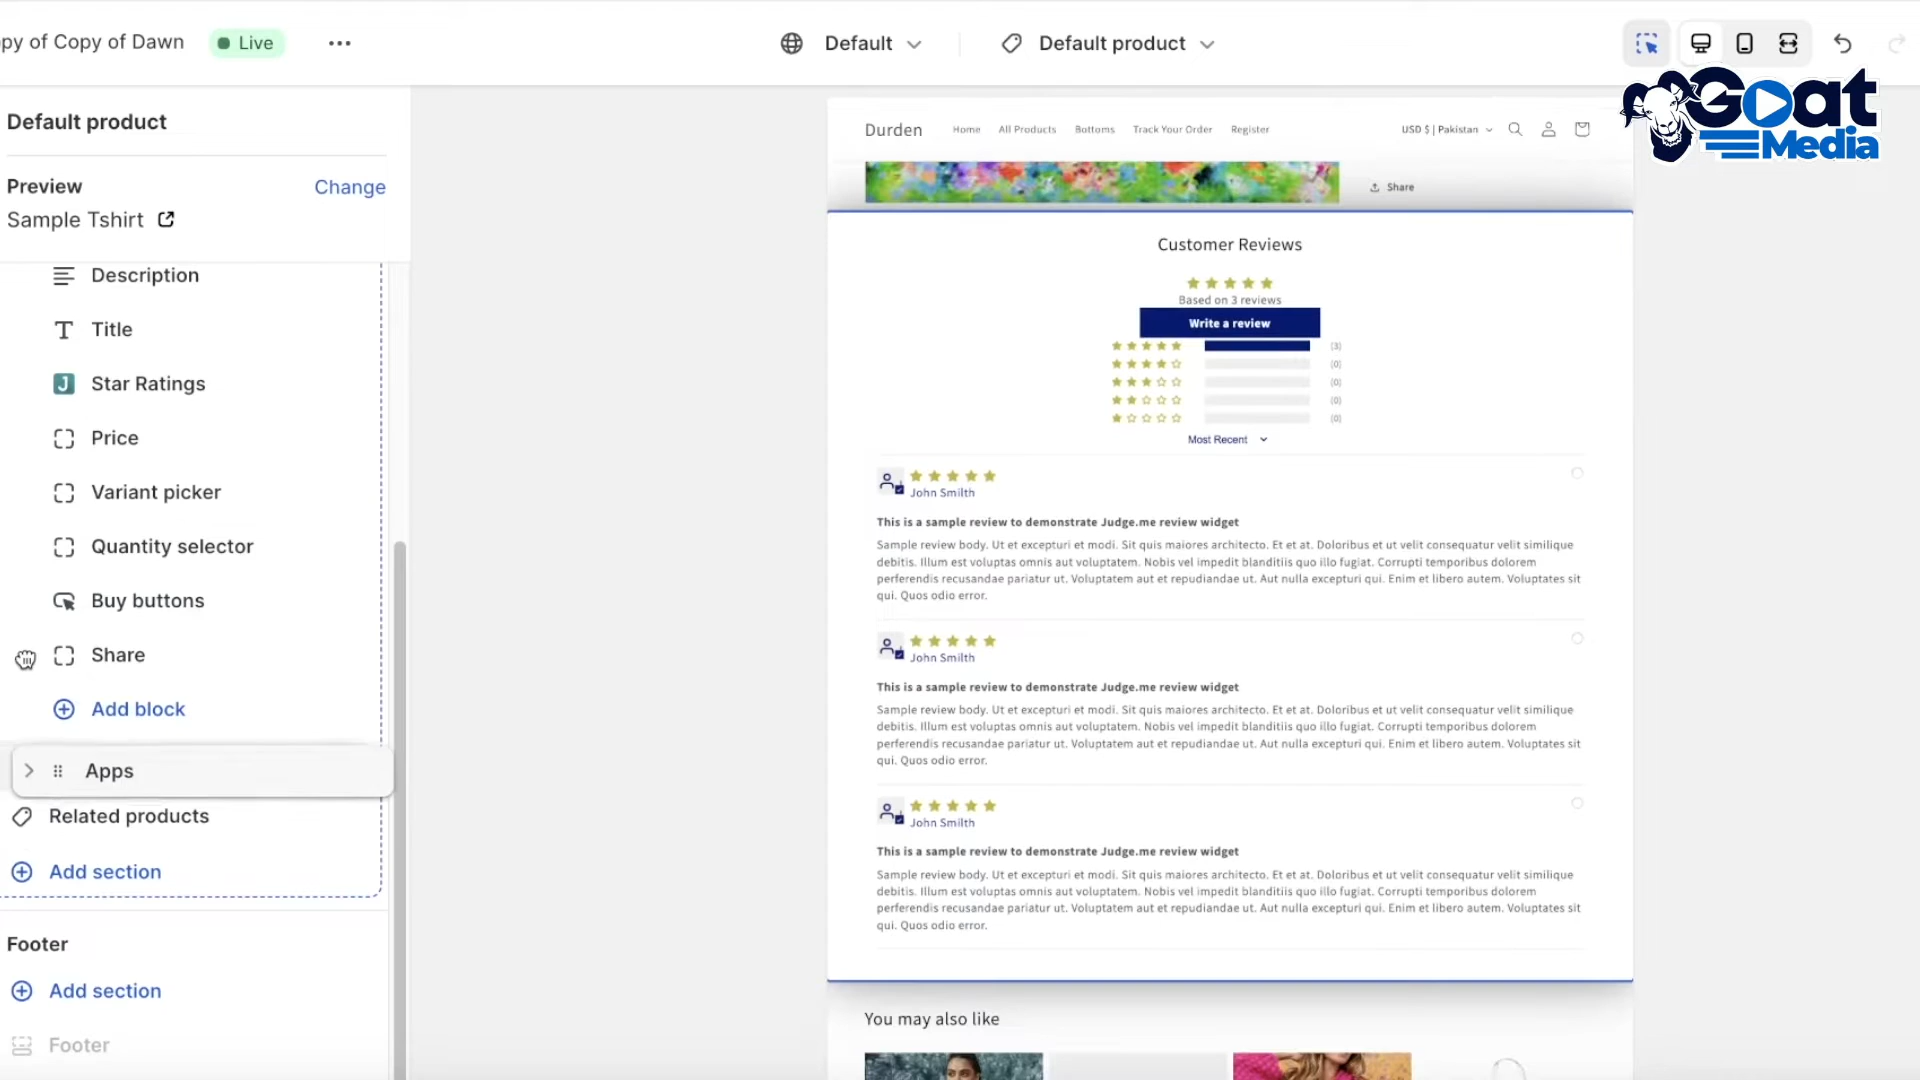 py of Copy of Dawn
Live
Default
Default product
Goat
Media
Default product
Preview
Change
Sample Tshirt
Description
Title
J
Star Ratings
Price
Variant picker
Quantity selector
Buy buttons
Share
Add block
Apps
Related products
Add section
Footer
Add section
Footer
Durden
Home
All Products
Bottoms
Track Your Order
Register
USD $ | Pakistan
Share
Customer Reviews
Based on 3 reviews
Write a review
(3)
(0)
(0)
(0)
(0)
Most Recent
John Smilth
This is a sample review to demonstrate Judge.me review widget
Sample review body. Ut et excepturi et modi. Sit quis maiores architecto. Et et at. Doloribus et ut velit consequatur velit similique
debitis. Illum est voluptas omnis aut voluptatem. Nobis vel impedit blanditiis quo illo fugiat. Corrupti temporibus dolorem
perferendis recusandae pariatur ut. Voluptatem aut et repudiandae ut. Aut nulla excepturi qui. Enim et libero autem. Voluptates sit
qui. Quos odio error.
John Smilth
This is a sample review to demonstrate Judge.me review widget
Sample review body. Ut et excepturi et modi. Sit quis maiores architecto. Et et at. Doloribus et ut velit consequatur velit similique
debitis. Illum est voluptas omnis aut voluptatem. Nobis vel impedit blanditiis quo illo fugiat. Corrupti temporibus dolorem
perferendis recusandae pariatur ut. Voluptatem aut et repudiandae ut. Aut nulla excepturi qui. Enim et libero autem. Voluptates sit
qui. Quos odio error.
John Smilth
This is a sample review to demonstrate Judge.me review widget
Sample review body. Ut et excepturi et modi. Sit quis maiores architecto. Et et at. Doloribus et ut velit consequatur velit similique
debitis. Illum est voluptas omnis aut voluptatem. Nobis vel impedit blanditiis quo illo fugiat. Corrupti temporibus dolorem
perferendis recusandae pariatur ut. Voluptatem aut et repudiandae ut. Aut nulla excepturi qui. Enim et libero autem. Voluptates sit
qui. Quos odio error.
You may also like